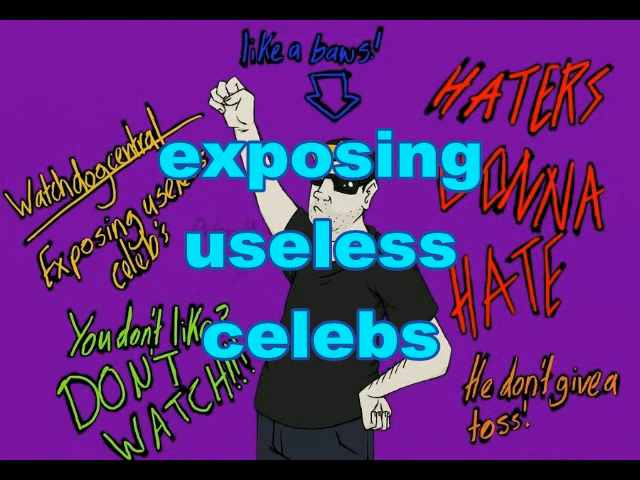 like a baws!
HATERS
GONNA
HATE
Watchdogcentral
Exposing useless
celeb's
exposing
useless
celebs
You don't like?
DON'T
WATCH!!!
He don't give a
toss!